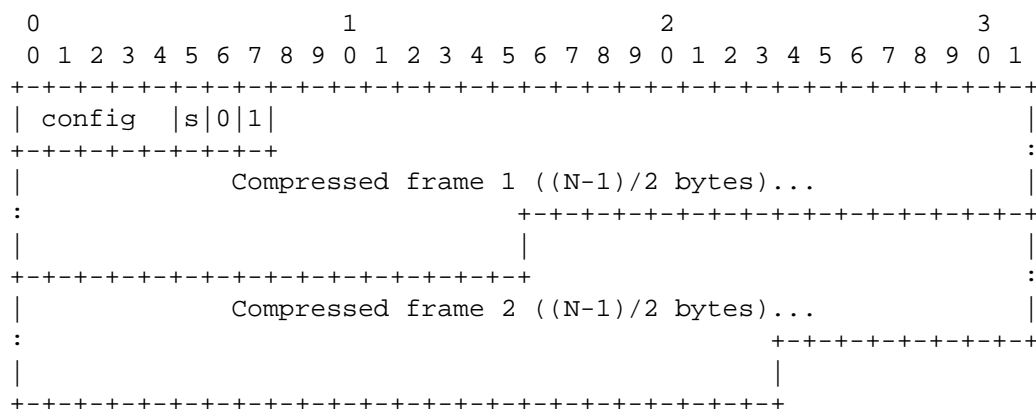 0                   1                   2                   3
 0 1 2 3 4 5 6 7 8 9 0 1 2 3 4 5 6 7 8 9 0 1 2 3 4 5 6 7 8 9 0 1
+-+-+-+-+-+-+-+-+-+-+-+-+-+-+-+-+-+-+-+-+-+-+-+-+-+-+-+-+-+-+-+-+
| config  |s|0|1|                                               |
+-+-+-+-+-+-+-+-+                                               :
|             Compressed frame 1 ((N-1)/2 bytes)...             |
:                               +-+-+-+-+-+-+-+-+-+-+-+-+-+-+-+-+
|                               |                               |
+-+-+-+-+-+-+-+-+-+-+-+-+-+-+-+-+                               :
|             Compressed frame 2 ((N-1)/2 bytes)...             |
:                                               +-+-+-+-+-+-+-+-+
|                                               |
+-+-+-+-+-+-+-+-+-+-+-+-+-+-+-+-+-+-+-+-+-+-+-+-+